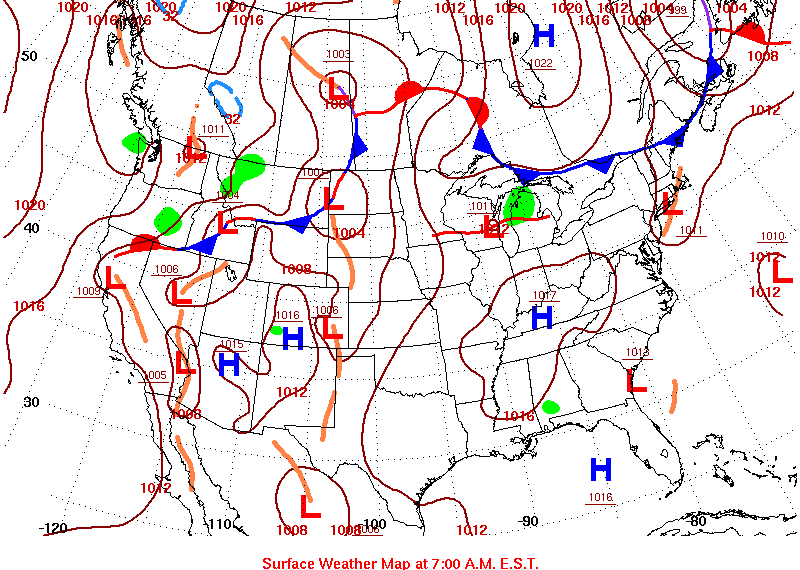 1020 1020 1020 1012 1020 1012 1004 999 1004
1016 1016 32 1012 1016 1016 1008
H
50 1003 1022 1008
L
1004
32 1012
1011
L
1012
1001
1004 L L
1020 L L 1011
40 1004 1010
1012
1006 1008 L
L 1012
1009 L 1017
1016 1016 1006 H
H L
1015 H 1013
L
1005 1012 L
30 1008 1016
H
1012 1016
L
-120 -110 1008 1008 -100 1012 -90 -80
Surface Weather Map at 7:00 A.M. E.S.T.